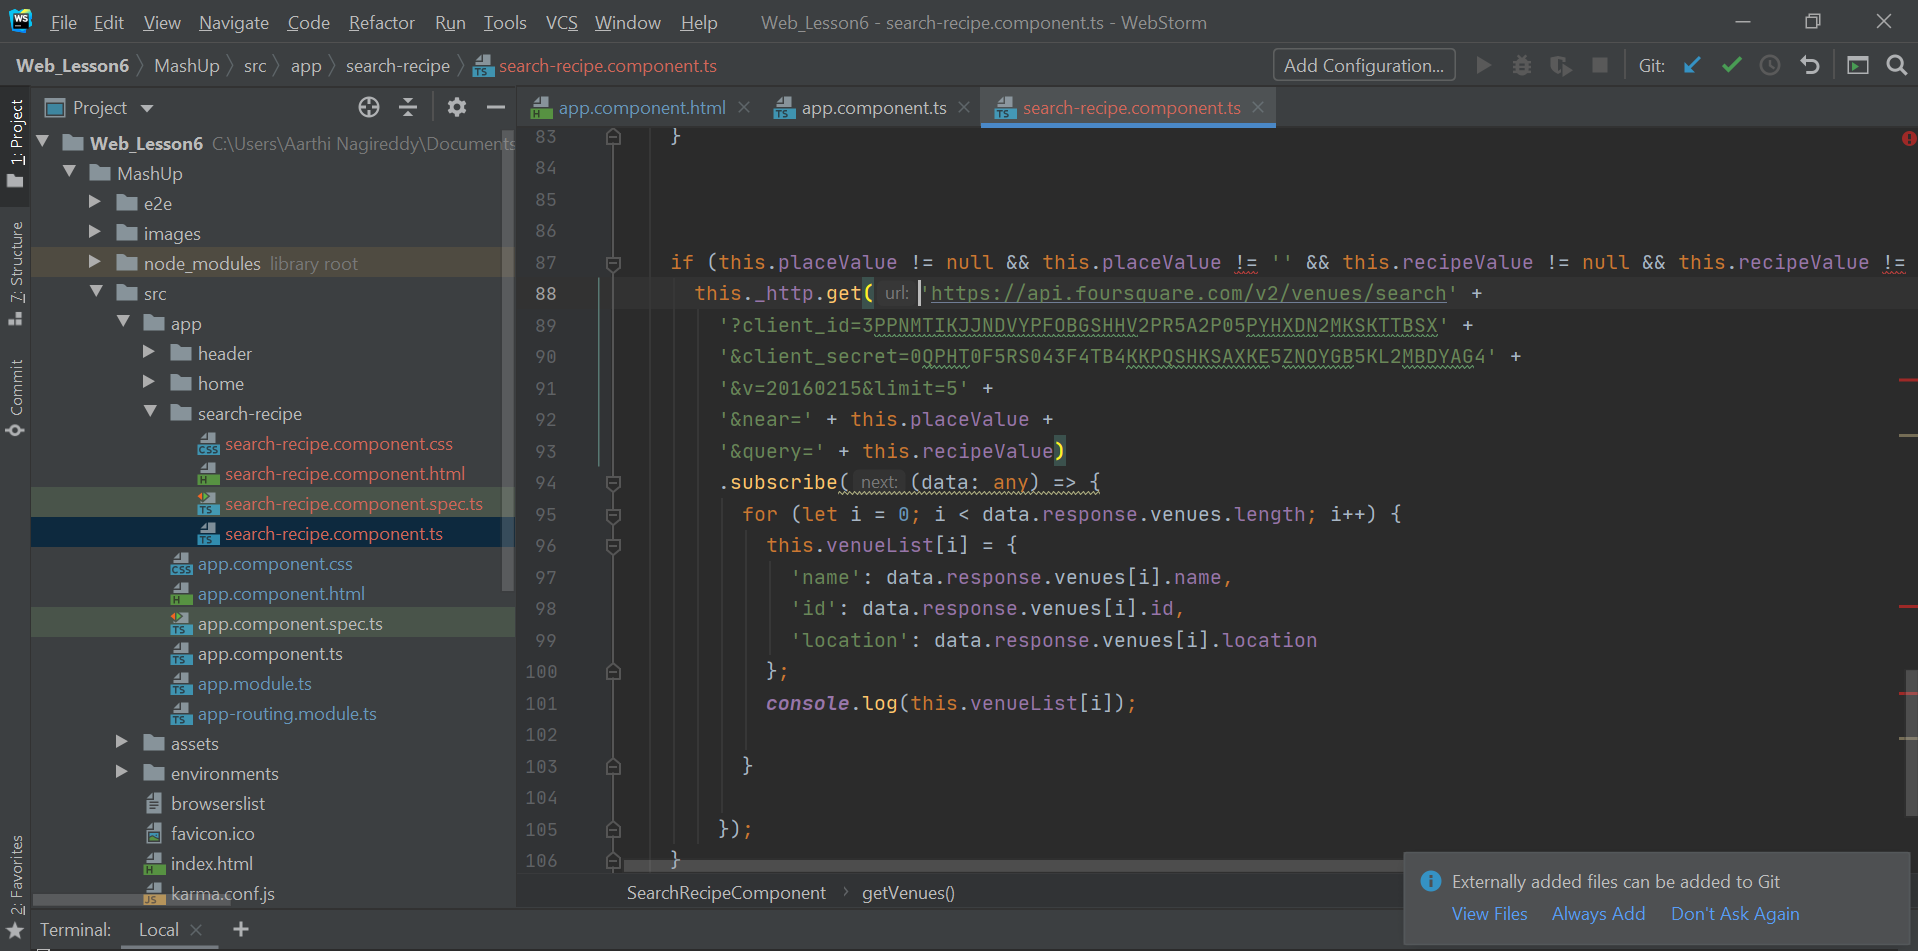 File Edit View Navigate Code Refactor Run Tools VCS Window Help Web_Lesson6 - search-recipe.component.ts - WebStorm
Web_Lesson6 MashUp src app search-recipe search-recipe.component.ts Add Configuration... Git:
Project
app.component.html app.component.ts search-recipe.component.ts
1: Project
7: Structure
Commit
2: Favorites
Web_Lesson6 C:\Users\Aarthi Nagireddy\Documents
MashUp
e2e
images
node_modules library root
src
app
header
home
search-recipe
search-recipe.component.css
search-recipe.component.html
search-recipe.component.spec.ts
search-recipe.component.ts
app.component.css
app.component.html
app.component.spec.ts
app.component.ts
app.module.ts
app-routing.module.ts
assets
environments
browserslist
favicon.ico
index.html
karma.conf.js
83 }
84
85
86
87 if (this.placeValue != null && this.placeValue != '' && this.recipeValue != null && this.recipeValue !=
88 this._http.get( url: 'https://api.foursquare.com/v2/venues/search' +
89 '?client_id=3PPNMTIKJJNDVYPFOBGSHHV2PR5A2P05PYHXDN2MKSKTTBSX' +
90 '&client_secret=0QPHT0F5RS043F4TB4KKPQSHKSAXKE5ZNOYGB5KL2MBDYAG4' +
91 '&v=20160215&limit=5' +
92 '&near=' + this.placeValue +
93 '&query=' + this.recipeValue)
94 .subscribe( next: (data: any) => {
95 for (let i = 0; i < data.response.venues.length; i++) {
96 this.venueList[i] = {
97 'name': data.response.venues[i].name,
98 'id': data.response.venues[i].id,
99 'location': data.response.venues[i].location
100 };
101 console.log(this.venueList[i]);
102
103 }
104
105 });
106 }
SearchRecipeComponent getVenues()
Externally added files can be added to Git
View Files Always Add Don't Ask Again
Terminal: Local